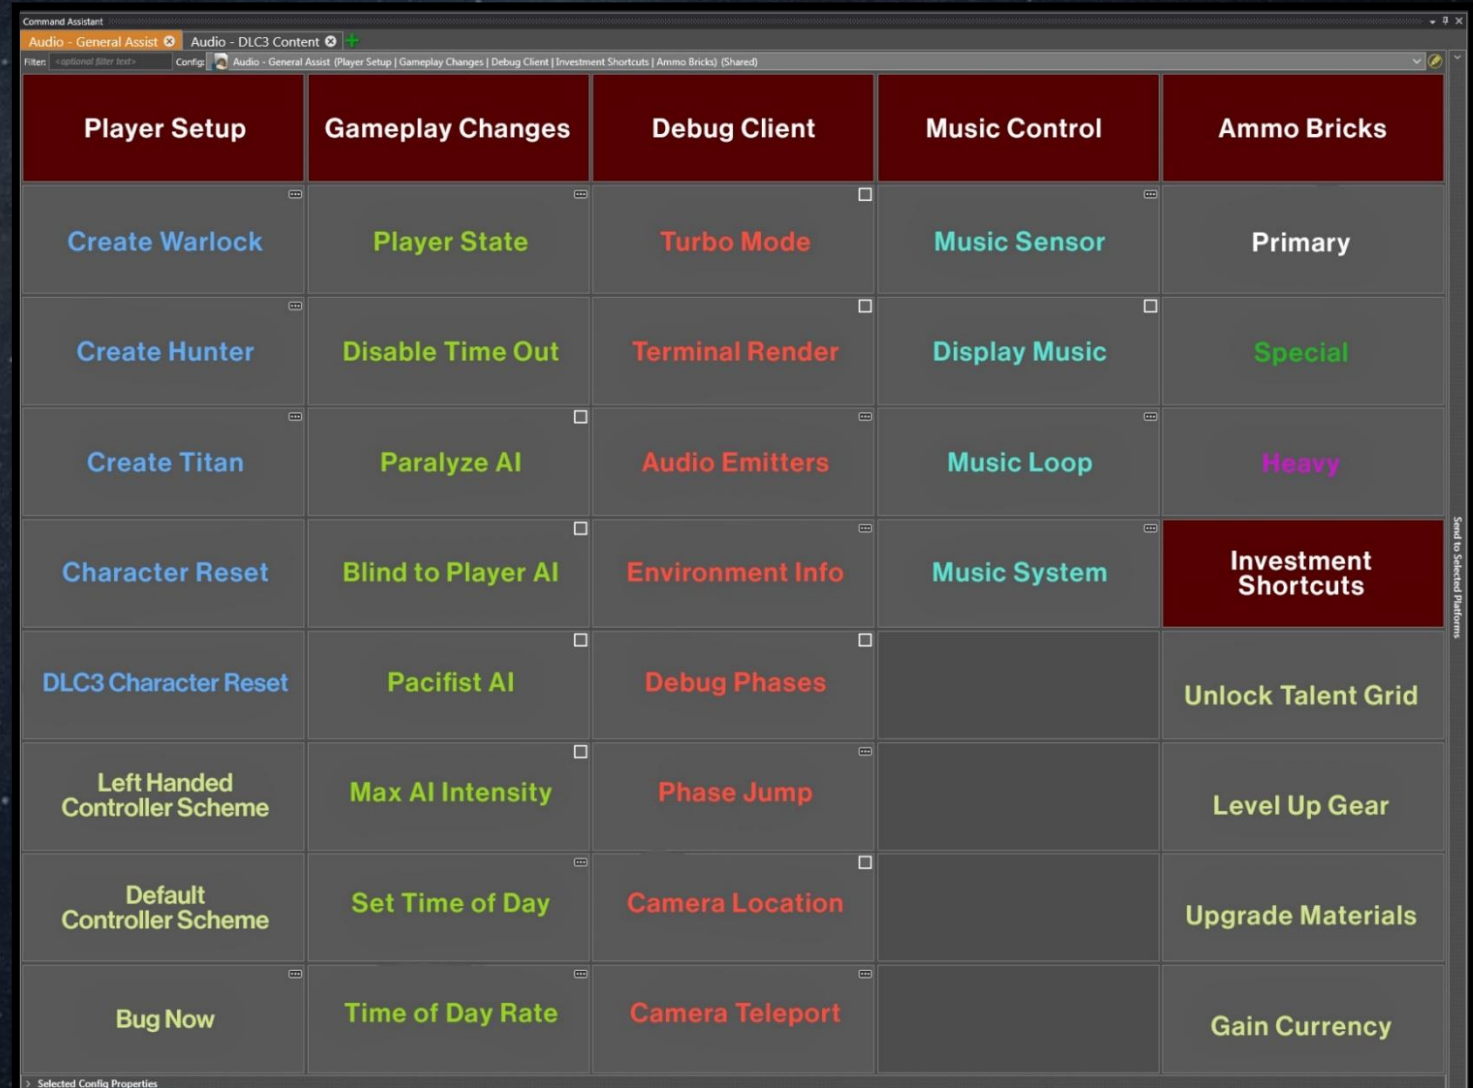 Command Assistant
Audio - General Assist
Audio - DLC3 Content
Filter: <optional filter text> Config: Audio - General Assist (Player Setup | Gameplay Changes | Debug Client | Investment Shortcuts | Ammo Bricks) (Shared)
Player Setup
Gameplay Changes
Debug Client
Music Control
Ammo Bricks
Create Warlock
Player State
Turbo Mode
Music Sensor
Primary
Create Hunter
Disable Time Out
Terminal Render
Display Music
Special
Create Titan
Paralyze AI
Audio Emitters
Music Loop
Heavy
Character Reset
Blind to Player AI
Environment Info
Music System
Investment
Shortcuts
DLC3 Character Reset
Pacifist AI
Debug Phases
Unlock Talent Grid
Left Handed
Controller Scheme
Max AI Intensity
Phase Jump
Level Up Gear
Default
Controller Scheme
Set Time of Day
Camera Location
Upgrade Materials
Bug Now
Time of Day Rate
Camera Teleport
Gain Currency
Send to Selected Platforms
Selected Config Properties